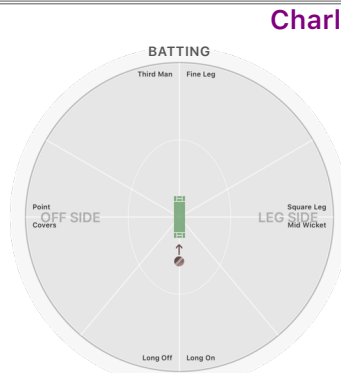 Charl
BATTING
Third Man Fine Leg
Point Square Leg
OFF SIDE LEG SIDE
Covers Mid Wicket
Long Off Long On